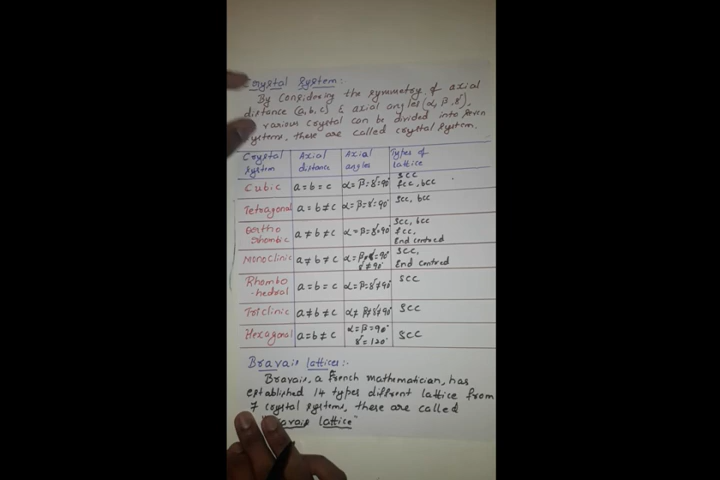 Crystal System:-
By Considering the symmetry of axial
distance (a,b,c) & axial angles (α, β, γ),
various crystal can be divided into seven
systems, these are called crystal system.
Crystal system | Axial distance | Axial angles | Types of lattice
Cubic | a = b = c | α = β = γ = 90° | SCC fcc, bcc
Tetragonal | a = b ≠ c | α = β = γ = 90° | SCC, bcc
Ortho rhombic | a ≠ b ≠ c | α = β = γ = 90° | SCC, bcc fcc, End centred
Monoclinic | a ≠ b ≠ c | γ ≠ 90° | SCC, End centred
Rhombo -hedral | a = b = c | α = β = γ ≠ 90° | SCC
Triclinic | a ≠ b ≠ c | α ≠ β ≠ γ ≠ 90° | SCC
Hexagonal | a = b ≠ c | α = β = 90° γ = 120° | SCC
Bravais lattices:-
Bravais, a French mathematician, has
established 14 types different lattice from
7 crystal systems, these are called
lattice"